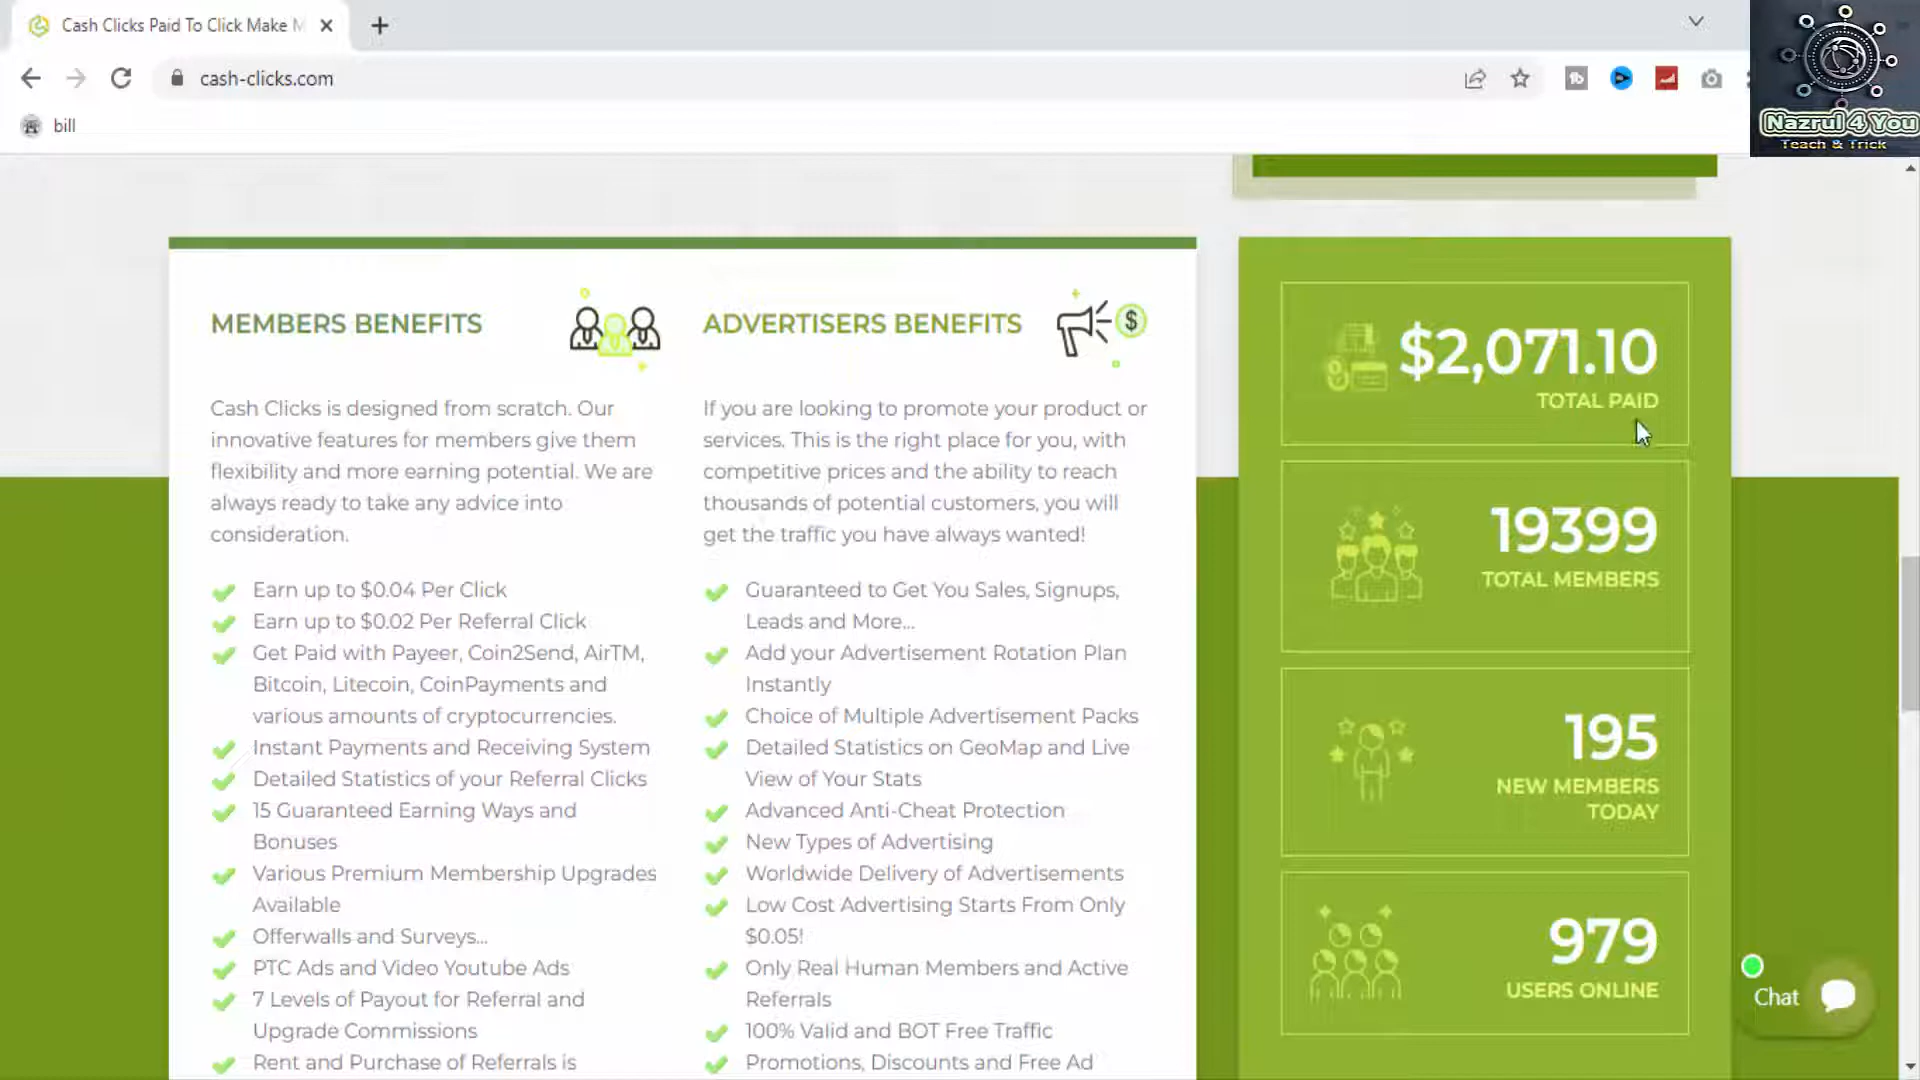 Cash Clicks Paid To Click Make M
cash-clicks.com
bill
Nazrul 4 You
Teach & Trick
MEMBERS BENEFITS
Cash Clicks is designed from scratch. Our
innovative features for members give them
flexibility and more earning potential. We are
always ready to take any advice into
consideration.
Earn up to $0.04 Per Click
Earn up to $0.02 Per Referral Click
Get Paid with Payeer, Coin2Send, AirTM,
Bitcoin, Litecoin, CoinPayments and
various amounts of cryptocurrencies.
Instant Payments and Receiving System
Detailed Statistics of your Referral Clicks
15 Guaranteed Earning Ways and
Bonuses
Various Premium Membership Upgrades
Available
Offerwalls and Surveys...
PTC Ads and Video Youtube Ads
7 Levels of Payout for Referral and
Upgrade Commissions
Rent and Purchase of Referrals is
ADVERTISERS BENEFITS
$
If you are looking to promote your product or
services. This is the right place for you, with
competitive prices and the ability to reach
thousands of potential customers, you will
get the traffic you have always wanted!
Guaranteed to Get You Sales, Signups,
Leads and More...
Add your Advertisement Rotation Plan
Instantly
Choice of Multiple Advertisement Packs
Detailed Statistics on GeoMap and Live
View of Your Stats
Advanced Anti-Cheat Protection
New Types of Advertising
Worldwide Delivery of Advertisements
Low Cost Advertising Starts From Only
$0.05!
Only Real Human Members and Active
Referrals
100% Valid and BOT Free Traffic
Promotions, Discounts and Free Ad
$2,071.10
TOTAL PAID
19399
TOTAL MEMBERS
195
NEW MEMBERS
TODAY
979
USERS ONLINE
Chat